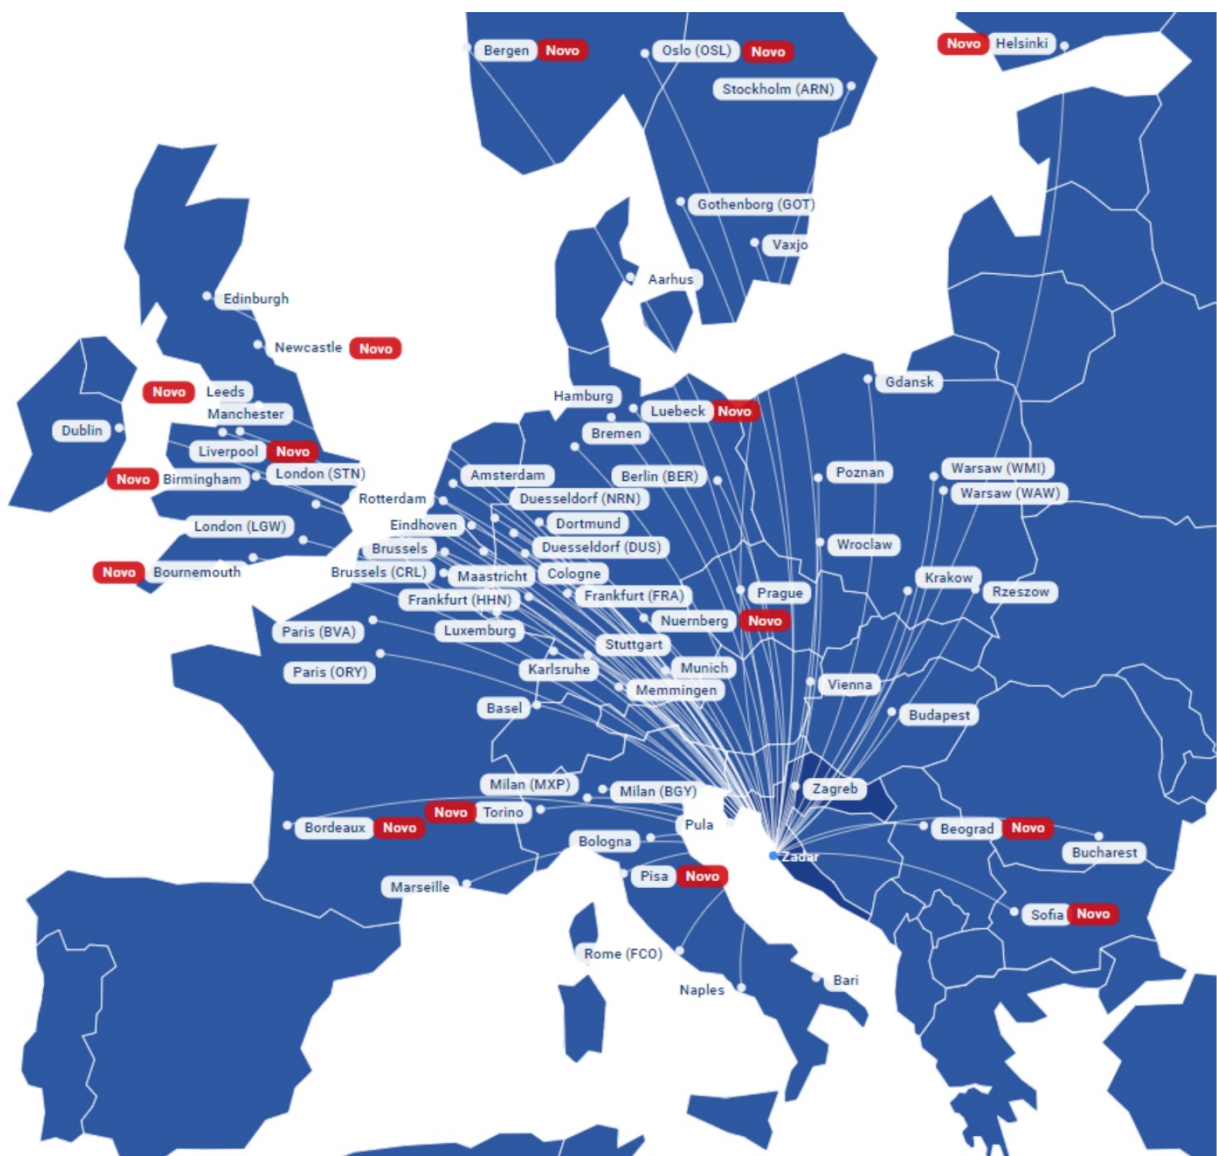 Bergen Novo
Oslo (OSL) Novo
Novo Helsinki
Stockholm (ARN)
Gothenborg (GOT)
Vaxjo
Aarhus
Edinburgh
Newcastle Novo
Novo Leeds
Manchester
Dublin
Liverpool Novo
Novo Birmingham
London (STN)
London (LGW)
Novo Bournemouth
Hamburg
Luebeck Novo
Bremen
Gdansk
Amsterdam
Berlin (BER)
Poznan
Warsaw (WMI)
Warsaw (WAW)
Rotterdam
Duesseldorf (NRN)
Eindhoven
Dortmund
Brussels
Duesseldorf (DUS)
Wroclaw
Brussels (CRL)
Maastricht
Cologne
Krakow
Rzeszow
Frankfurt (HHN)
Frankfurt (FRA)
Prague
Paris (BVA)
Luxemburg
Nuernberg Novo
Stuttgart
Paris (ORY)
Karlsruhe
Munich
Memmingen
Vienna
Basel
Budapest
Milan (MXP)
Milan (BGY)
Zagreb
Novo Torino
Bordeaux Novo
Pula
Beograd Novo
Bologna
Bucharest
Zadar
Marseille
Pisa Novo
Sofia Novo
Rome (FCO)
Naples
Bari